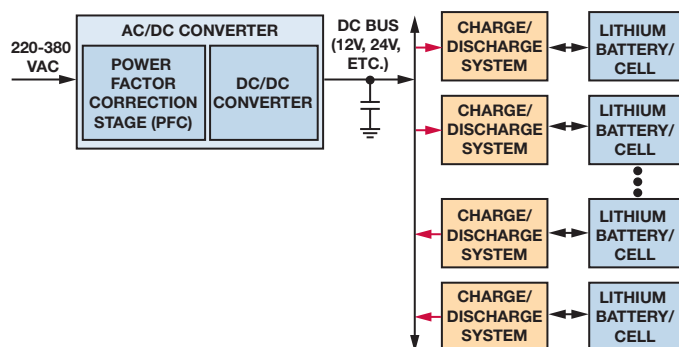 AC/DC CONVERTER
220-380
VAC
POWER
FACTOR
CORRECTION
STAGE (PFC)
DC/DC
CONVERTER
DC BUS
(12V, 24V,
ETC.)
CHARGE/
DISCHARGE
SYSTEM
LITHIUM
BATTERY/
CELL
CHARGE/
DISCHARGE
SYSTEM
LITHIUM
BATTERY/
CELL
CHARGE/
DISCHARGE
SYSTEM
LITHIUM
BATTERY/
CELL
CHARGE/
DISCHARGE
SYSTEM
LITHIUM
BATTERY/
CELL